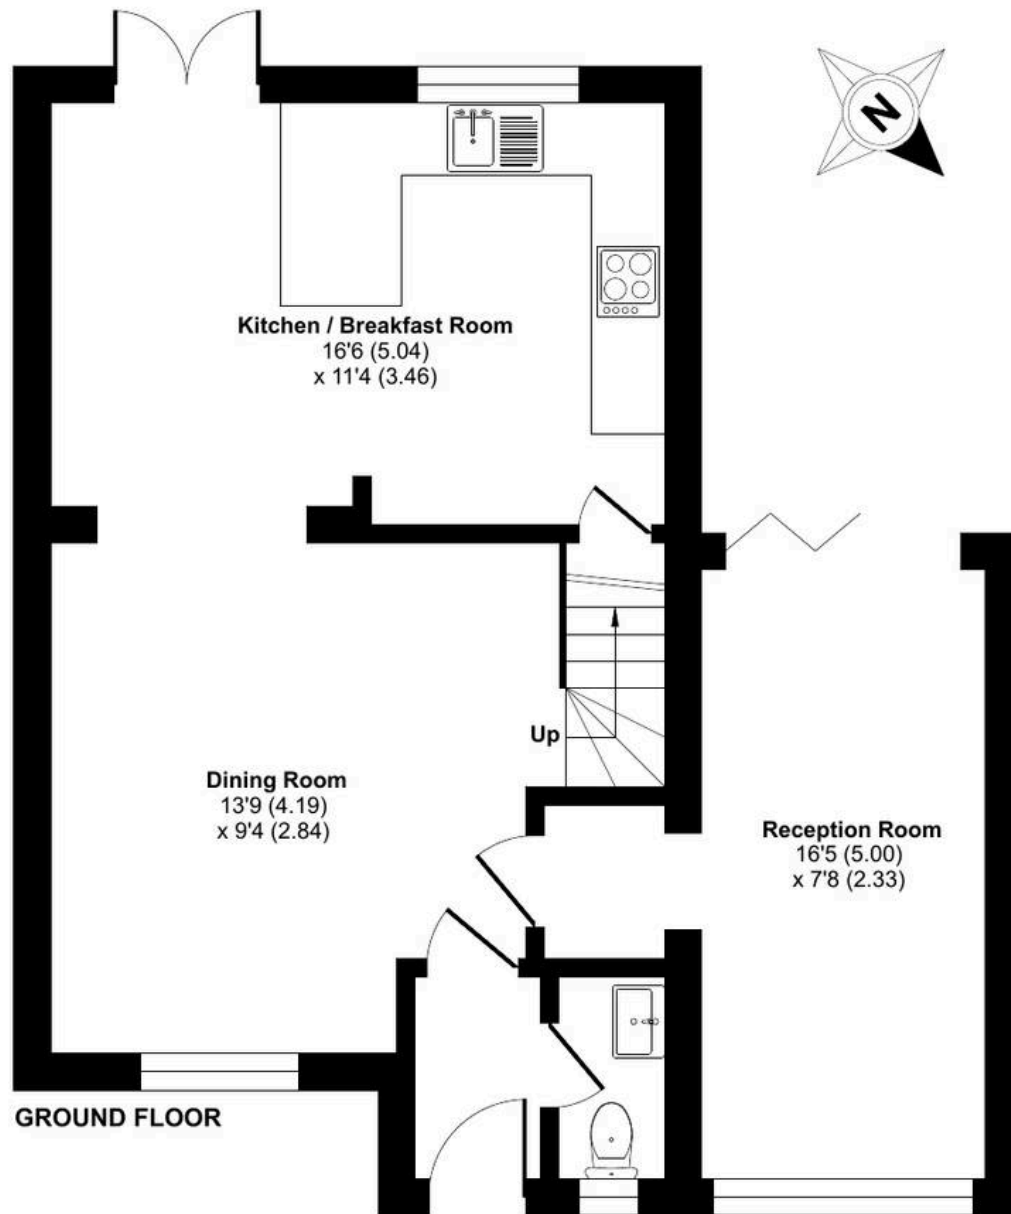 N
Kitchen / Breakfast Room
16'6 (5.04)
x 11'4 (3.46)
Up
Dining Room
13'9 (4.19)
x 9'4 (2.84)
Reception Room
16'5 (5.00)
x 7'8 (2.33)
GROUND FLOOR